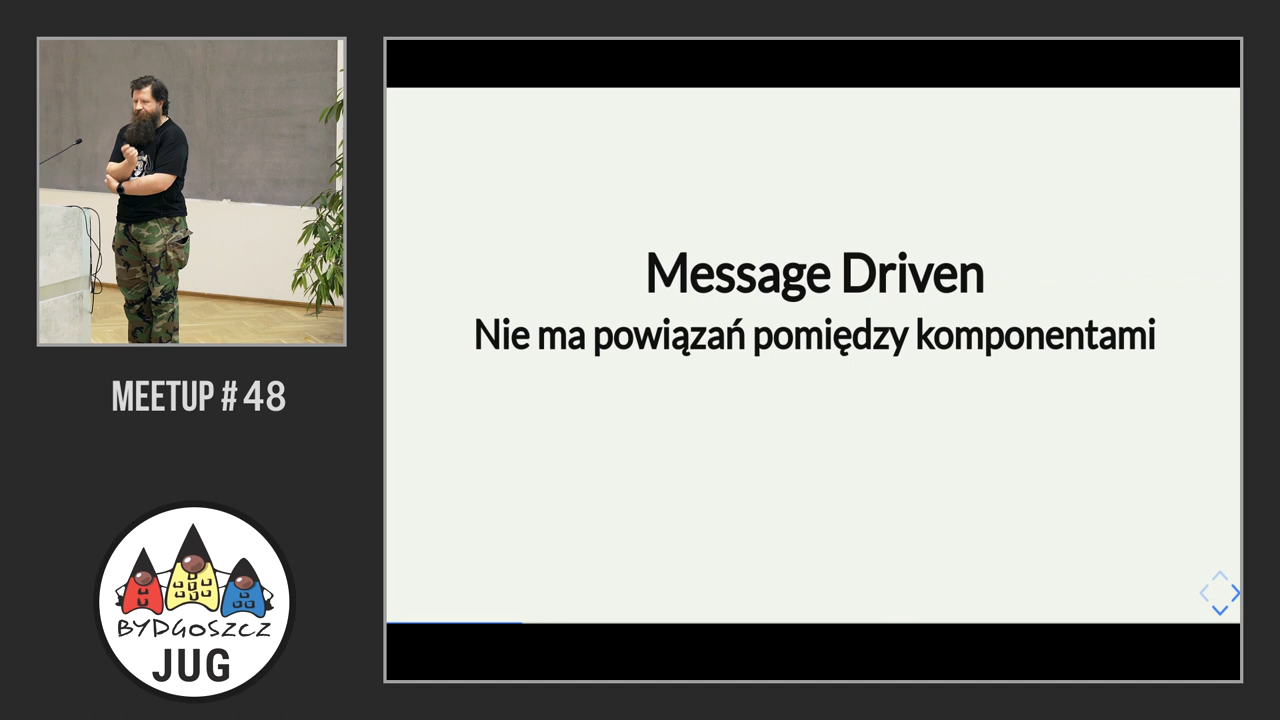 MEETUP # 48
BYDGOSZCZ
JUG
Message Driven
Nie ma powiązań pomiędzy komponentami